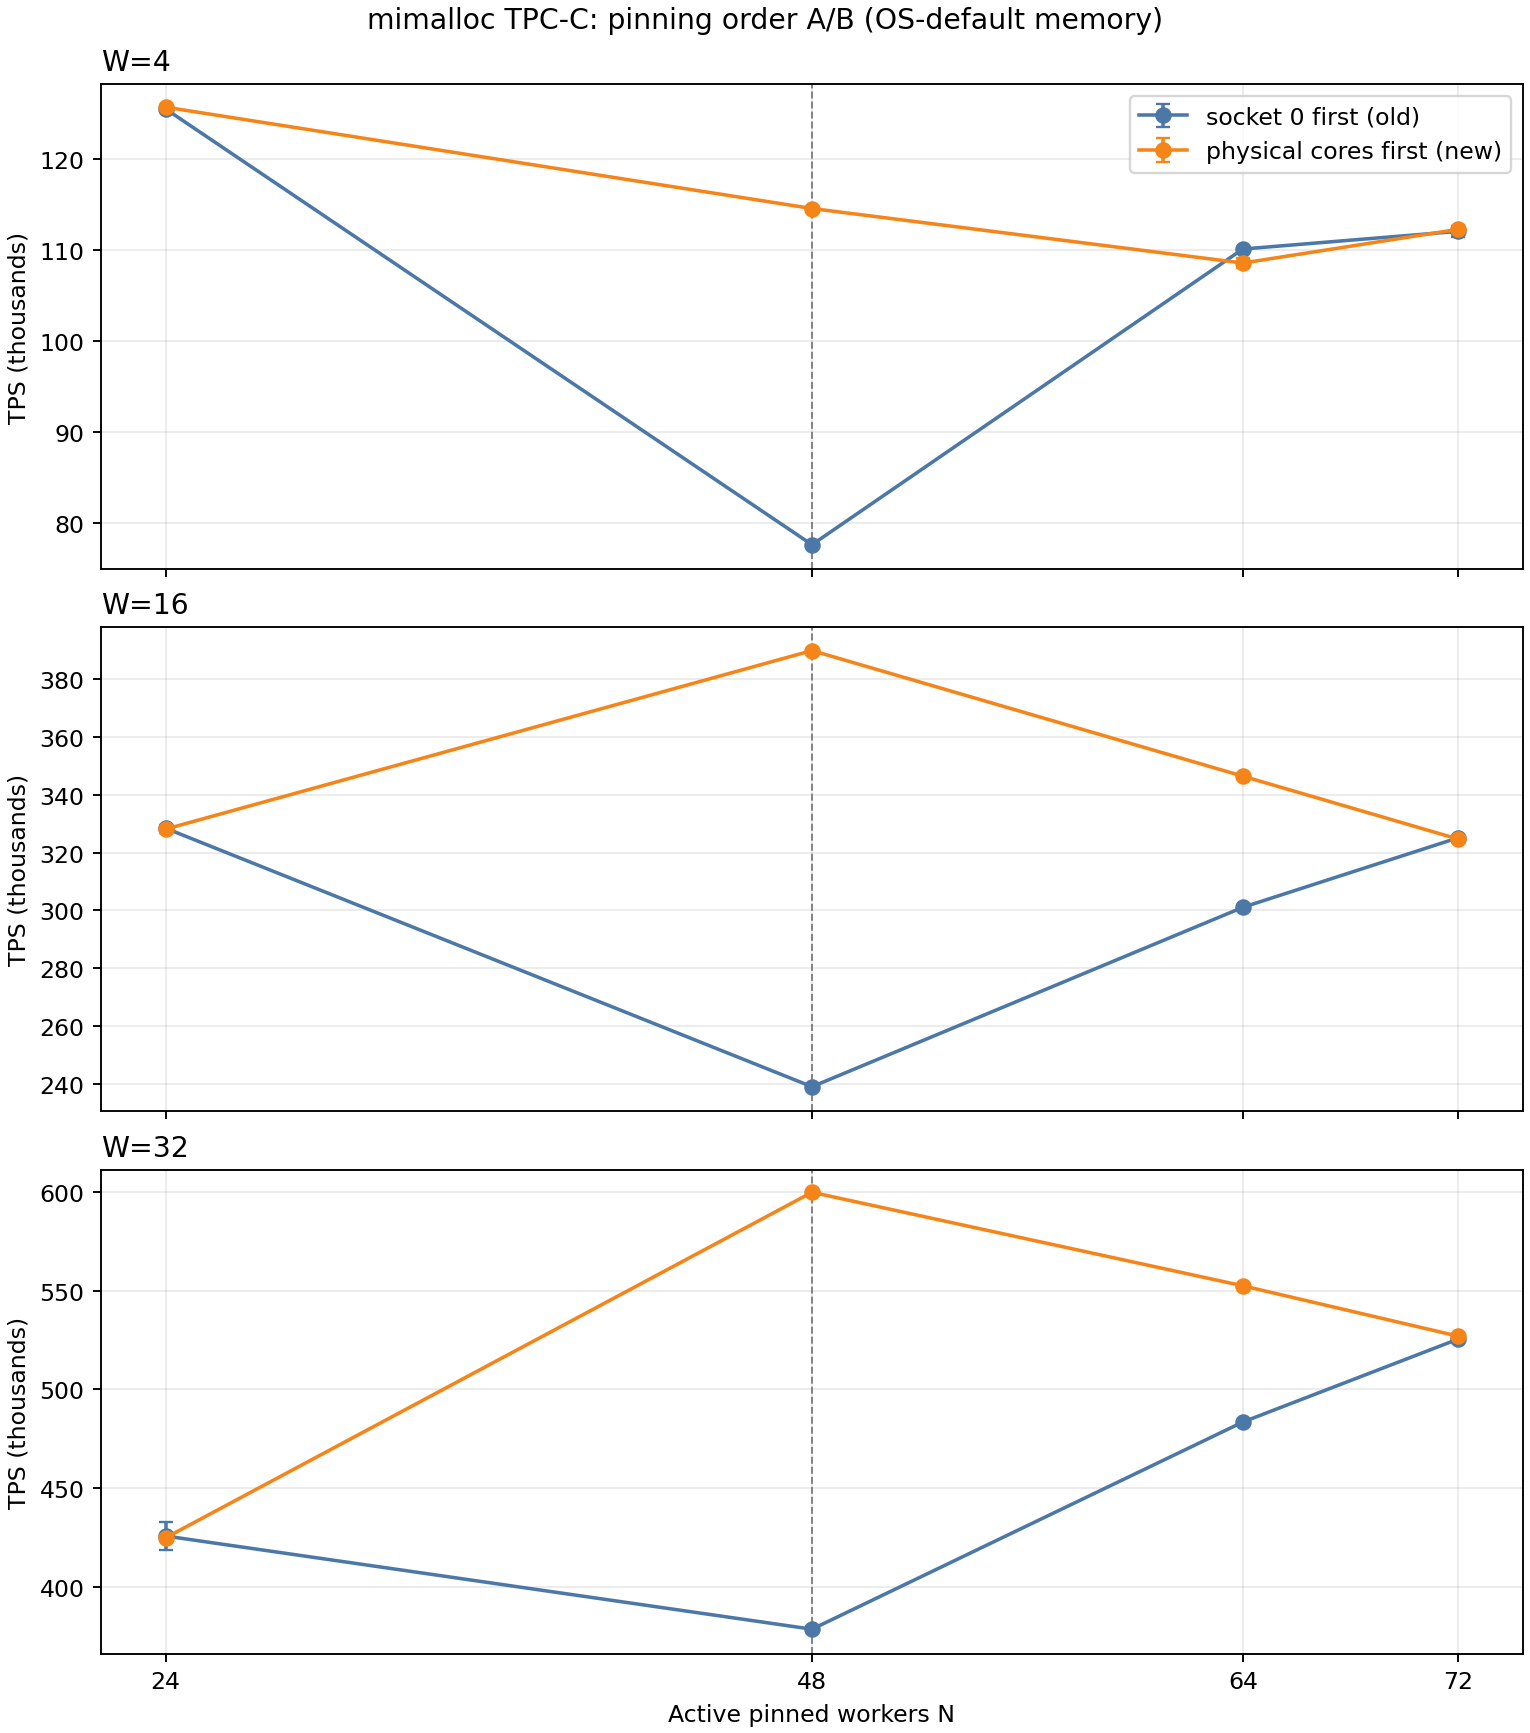 mimalloc TPC-C: pinning order A/B (OS-default memory)
W=4
socket 0 first (old)
physical cores first (new)
TPS (thousands)
120
110
100
90
80
W=16
TPS (thousands)
380
360
340
320
300
280
260
240
W=32
TPS (thousands)
600
550
500
450
400
24 48 64 72
Active pinned workers N